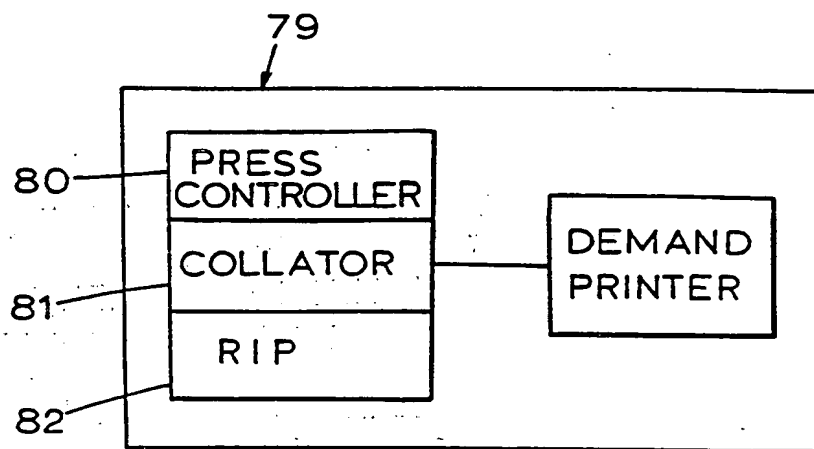 79
80
PRESS
CONTROLLER
81
COLLATOR
82
RIP
DEMAND
PRINTER